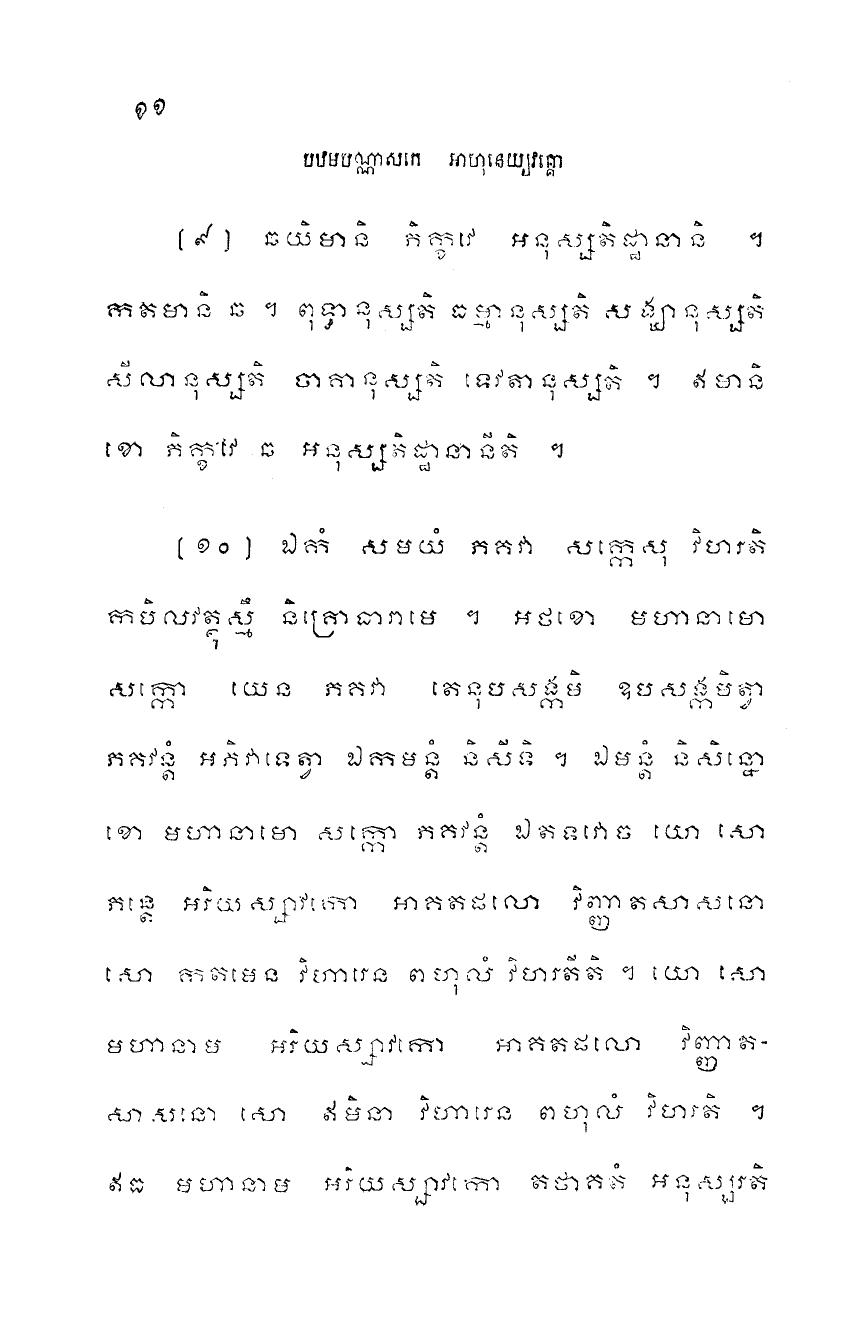 ១១
បឋមបណ្ណាសកេ អាហុនេយ្យវគ្គោ
(៩) ឆយិមានិ ភិក្ខវេ អនុស្សតិដ្ឋានានិ ។
កតមានិ ឆ ។ ពុទ្ធានុស្សតិ ធម្មានុស្សតិ សង្ឃានុស្សតិ
សីលានុស្សតិ ចាគានុស្សតិ ទេវតានុស្សតិ ។ ឥមានិ
ខោ ភិក្ខវេ ឆ អនុស្សតិដ្ឋានានីតិ ។
(១០) ឯកំ សមយំ ភគវា សក្កេសុ វិហរតិ
កបិលវត្ថុស្មឹ និគ្រោធារាមេ ។ អថខោ មហានាមោ
សក្កោ យេន ភគវា តេនុបសង្កមិ ឧបសង្កមិត្វា
ភគវន្តំ អភិវាទេត្វា ឯកមន្តំ និសីទិ ។ ឯមន្តំ និសិន្នោ
ខោ មហានាមោ សក្កោ ភគវន្តំ ឯតទវោច យោ សោ
ភន្តេ អរិយស្សាវកោ អាគតផលោ វិញ្ញាតសាសនោ
សោ កតមេន វិហារេន ពហុលំ វិហរតីតិ ។ យោ សោ
មហានាម អរិយស្សាវកោ អាគតផលោ វិញ្ញាត-
សាសនោ សោ ឥមិនា វិហារេន ពហុលំ វិហរតិ ។
ឥធ មហានាម អរិយស្សាវកោ តថាគតំ អនុស្សរតិ